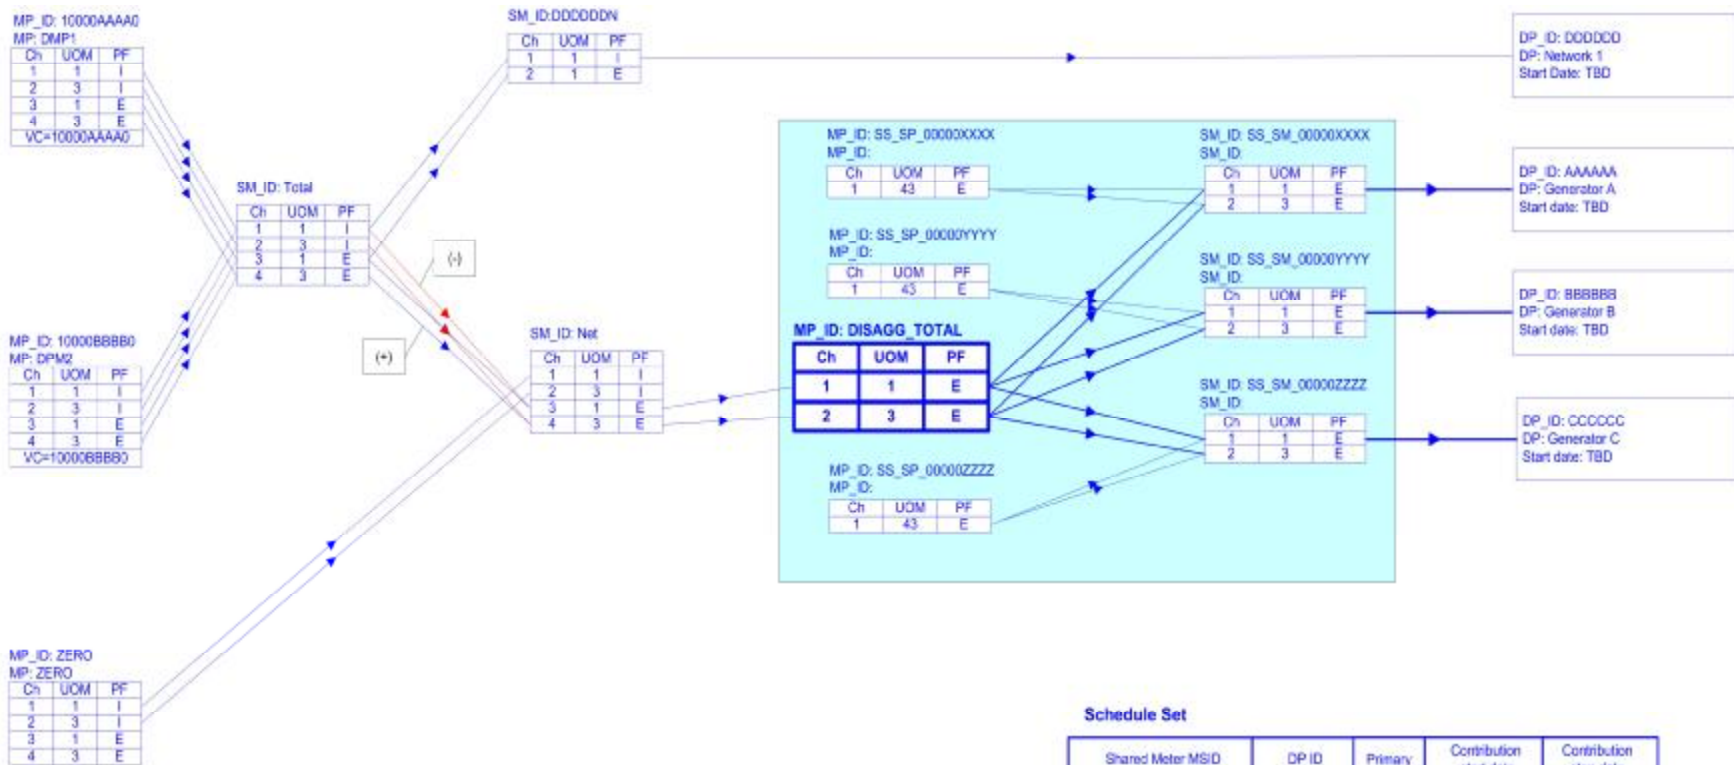 MP_ID: 10000AAAA0
MP: DMP1
Ch UOM PF
1 1 I
2 3 I
3 1 E
4 3 E
VC=10000AAAA0
SM_ID:DDDDDDN
Ch UOM PF
1 1 I
2 1 E
DP_ID: DDDDDD
DP: Network 1
Start Date: TBD
SM_ID: Total
Ch UOM PF
1 1 I
2 3 I
3 1 E
4 3 E
(-)
(+)
MP_ID: 10000BBBB0
MP: DPM2
Ch UOM PF
1 1 I
2 3 I
3 1 E
4 3 E
VC=10000BBBB0
SM_ID: Net
Ch UOM PF
1 1 I
2 3 I
3 1 E
4 3 E
MP_ID: SS_SP_00000XXXX
MP_ID:
Ch UOM PF
1 43 E
MP_ID: SS_SP_00000YYYY
MP_ID:
Ch UOM PF
1 43 E
MP_ID: DISAGG_TOTAL
Ch UOM PF
1 1 E
2 3 E
MP_ID: SS_SP_00000ZZZZ
MP_ID:
Ch UOM PF
1 43 E
SM_ID: SS_SM_00000XXXX
SM_ID:
Ch UOM PF
1 1 E
2 3 E
SM_ID: SS_SM_00000YYYY
SM_ID:
Ch UOM PF
1 1 E
2 3 E
SM_ID: SS_SM_00000ZZZZ
SM_ID:
Ch UOM PF
1 1 E
2 3 E
DP_ID: AAAAAA
DP: Generator A
Start date: TBD
DP_ID: BBBBBB
DP: Generator B
Start date: TBD
DP_ID: CCCCCC
DP: Generator C
Start date: TBD
MP_ID: ZERO
MP: ZERO
Ch UOM PF
1 1 I
2 3 I
3 1 E
4 3 E
Schedule Set
Shared Meter MSID DP ID Primary Contribution Contribution